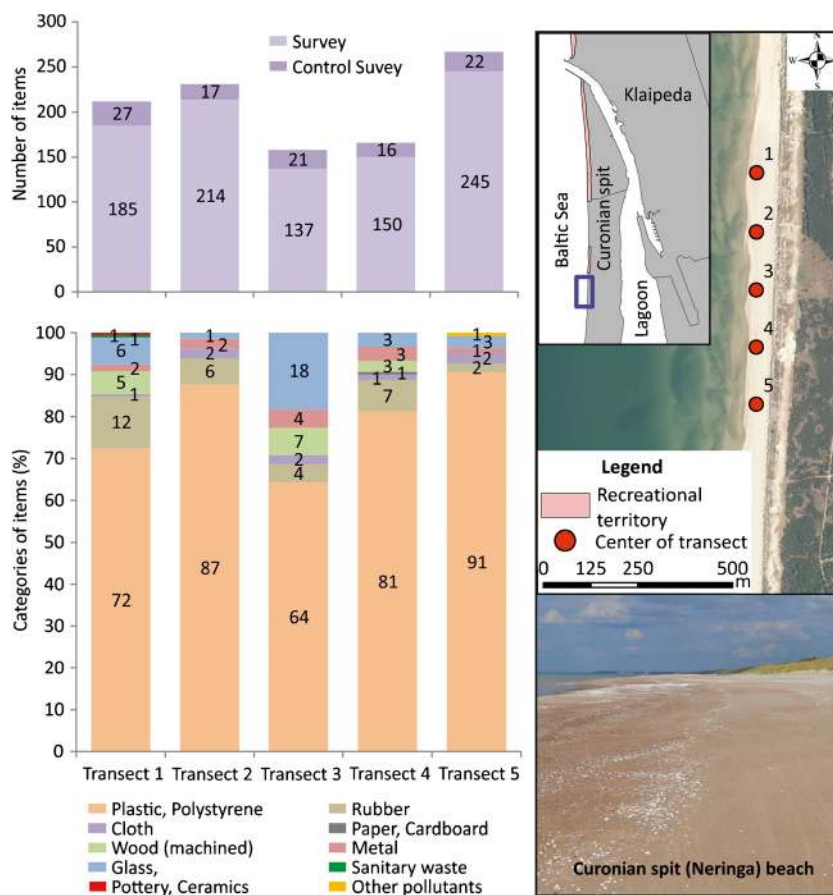 300
250
200
150
100
50
0
Number of items
Survey
Control Suvey
27
185
17
214
21
137
16
150
22
245
100
90
80
70
60
50
40
30
20
10
0
Categories of items (%)
1
1
6
2
5
1
12
72
1
2
2
6
87
18
4
7
2
4
64
3
3
3
1
1
7
81
1
3
1
2
2
91
Transect 1
Transect 2
Transect 3
Transect 4
Transect 5
Plastic, Polystyrene
Rubber
Cloth
Paper, Cardboard
Wood (machined)
Metal
Glass,
Sanitary waste
Pottery, Ceramics
Other pollutants
Klaipeda
Baltic Sea
Curonian spit
Lagoon
N
W
E
S
1
2
3
4
5
Legend
Recreational
territory
Center of transect
0 125 250 500
m
Curonian spit (Neringa) beach